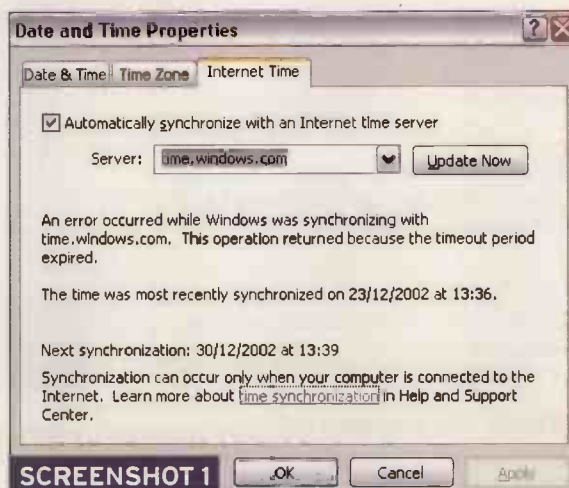 Date and Time Properties
Date & Time Time Zone Internet Time
Automatically synchronize with an Internet time server
Server: time.windows.com Update Now
An error occurred while Windows was synchronizing with
time.windows.com. This operation returned because the timeout period
expired.
The time was most recently synchronized on 23/12/2002 at 13:36.
Next synchronization: 30/12/2002 at 13:39
Synchronization can occur only when your computer is connected to the
Internet. Learn more about time synchronization in Help and Support
Center.
SCREENSHOT 1 OK Cancel Apply